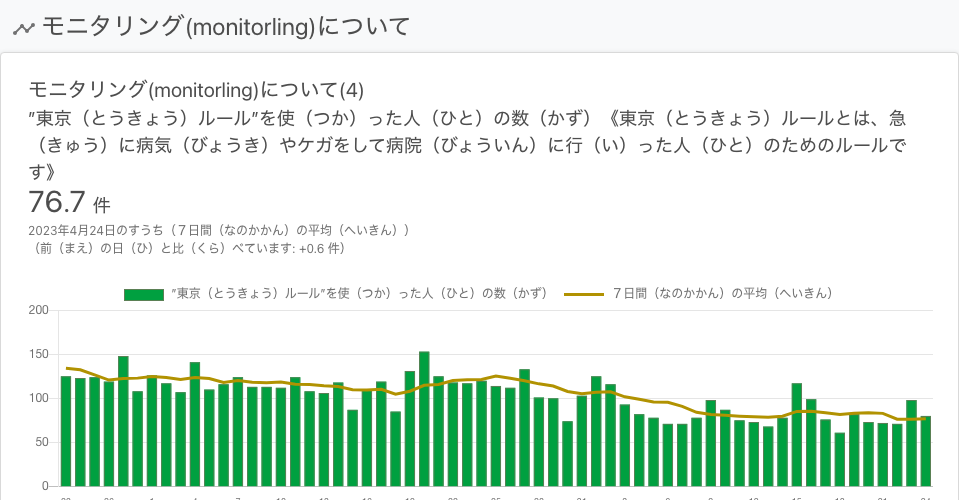 モニタリング(monitorling)について
モニタリング(monitorling)について(4)
”東京（とうきょう）ルール”を使（つか）った人（ひと）の数（かず）《東京（とうきょう）ルールとは、急
（きゅう）に病気（びょうき）やケガをして病院（びょういん）に行（い）った人（ひと）のためのルールで
す》
76.7 件
2023年4月24日のすうち（７日間（なのかかん）の平均（へいきん））
（前（まえ）の日（ひ）と比（くら）べています: +0.6 件）
”東京（とうきょう）ルール”を使（つか）った人（ひと）の数（かず） ７日間（なのかかん）の平均（へいきん）
200
150
100
50
0